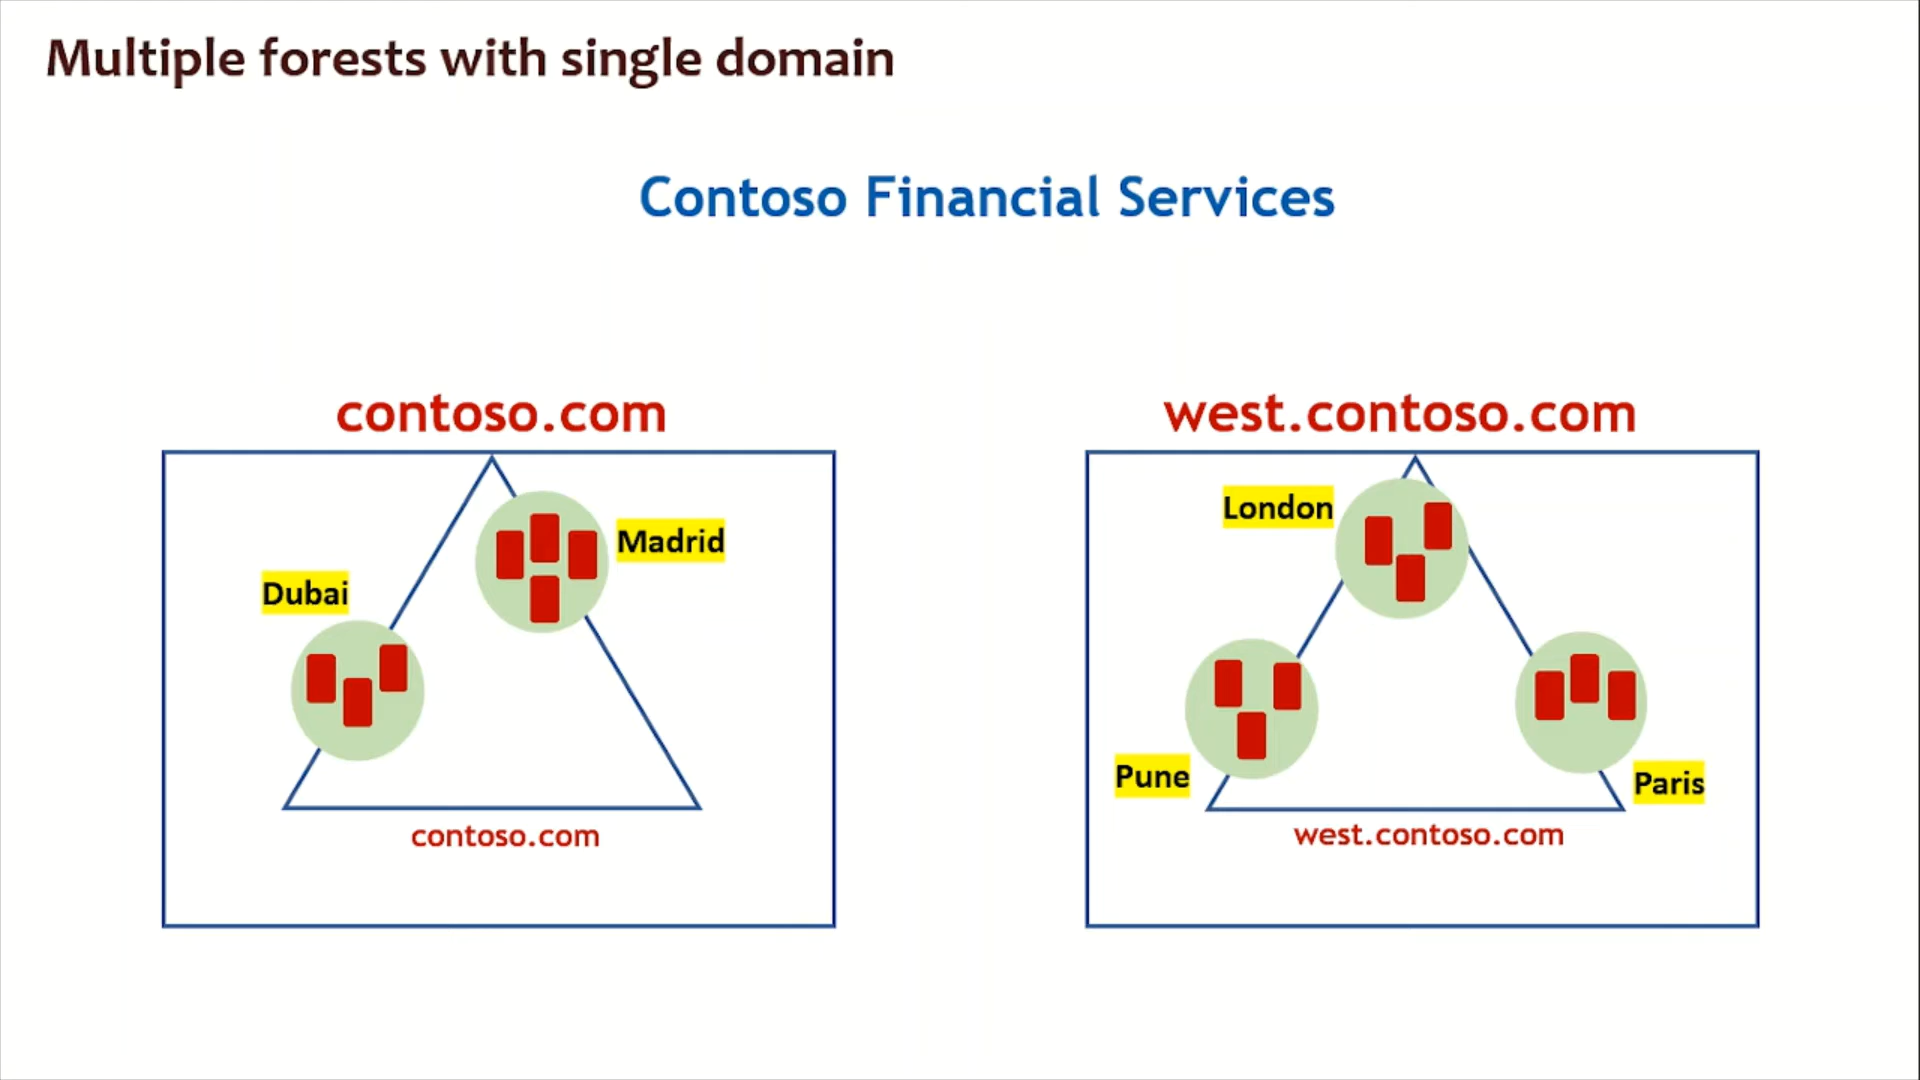 Multiple forests with single domain
Contoso Financial Services
contoso.com
Madrid
Dubai
contoso.com
west.contoso.com
London
Pune
Paris
west.contoso.com